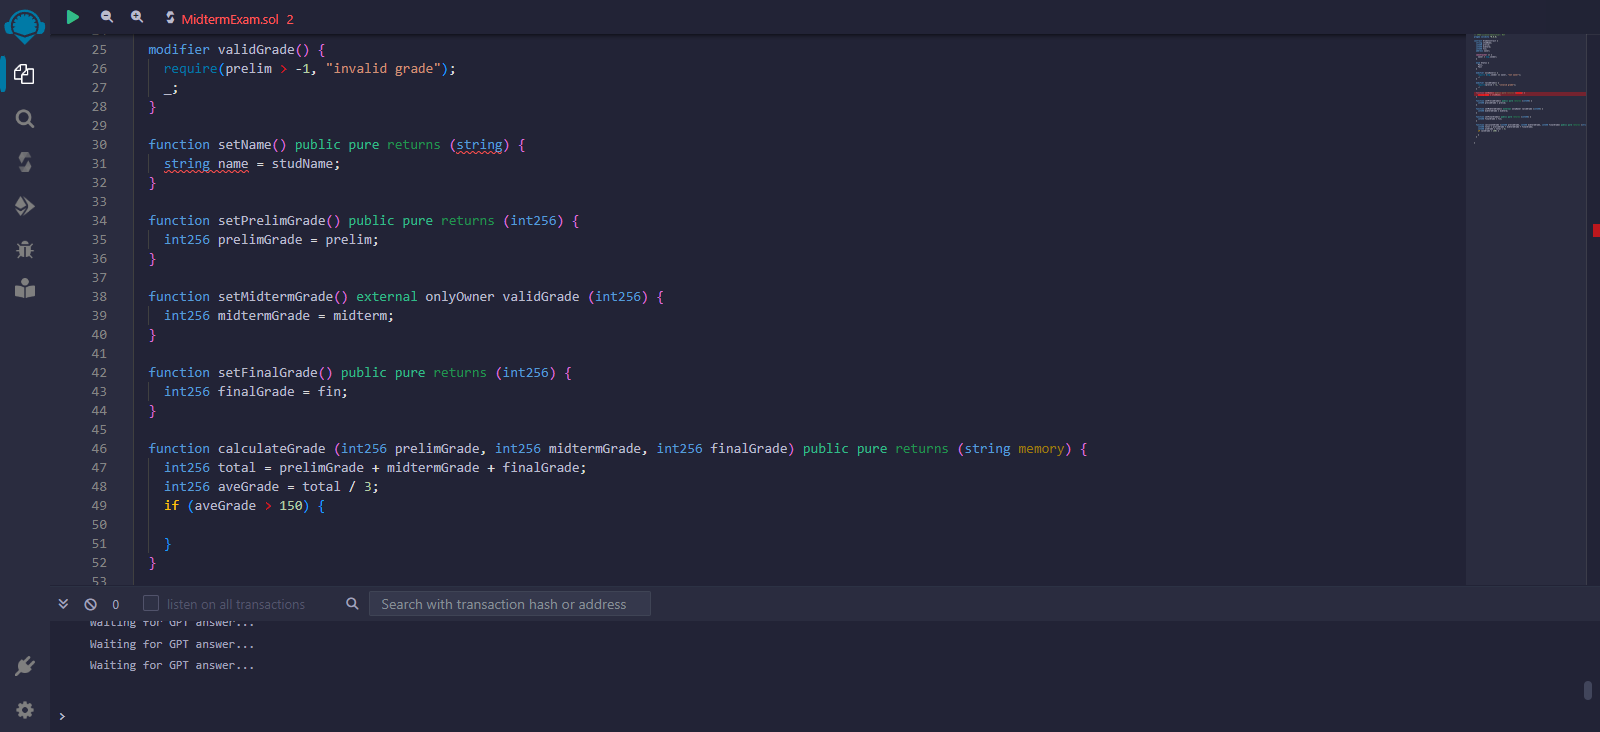 MidtermExam.sol 2
25 modifier validGrade() {
26 require(prelim > -1, "invalid grade");
27 _;
28 }
29
30 function setName() public pure returns (string) {
31 string name = studName;
32 }
33
34 function setPrelimGrade() public pure returns (int256) {
35 int256 prelimGrade = prelim;
36 }
37
38 function setMidtermGrade() external onlyOwner validGrade (int256) {
39 int256 midtermGrade = midterm;
40 }
41
42 function setFinalGrade() public pure returns (int256) {
43 int256 finalGrade = fin;
44 }
45
46 function calculateGrade (int256 prelimGrade, int256 midtermGrade, int256 finalGrade) public pure returns (string memory) {
47 int256 total = prelimGrade + midtermGrade + finalGrade;
48 int256 aveGrade = total / 3;
49 if (aveGrade > 150) {
50
51 }
52 }
53
0 listen on all transactions Search with transaction hash or address
Waiting for GPT answer...
Waiting for GPT answer...
Waiting for GPT answer...
>